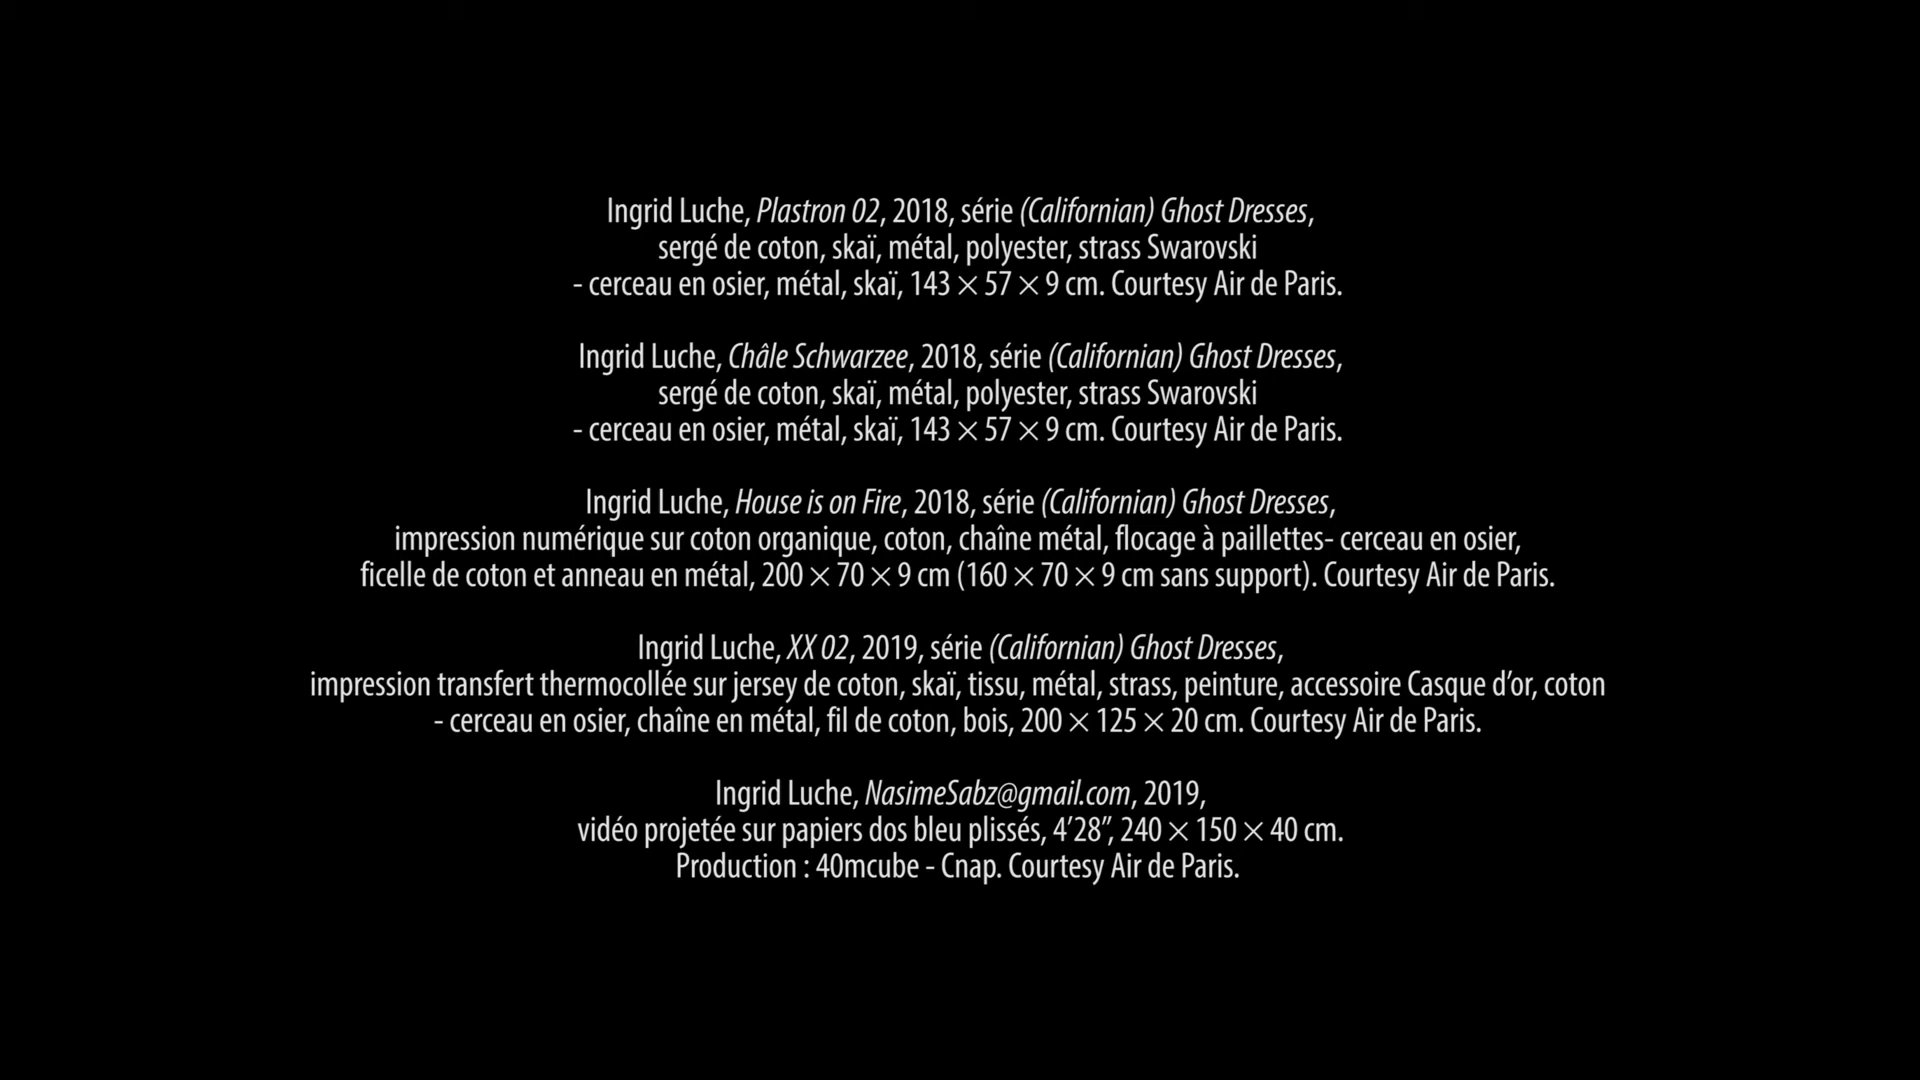 Ingrid Luche, Plastron 02, 2018, série (Californian) Ghost Dresses,
sergé de coton, skaï, métal, polyester, strass Swarovski
- cerceau en osier, métal, skaï, 143 × 57 × 9 cm. Courtesy Air de Paris.
Ingrid Luche, Châle Schwarzee, 2018, série (Californian) Ghost Dresses,
sergé de coton, skaï, métal, polyester, strass Swarovski
- cerceau en osier, métal, skaï, 143 × 57 × 9 cm. Courtesy Air de Paris.
Ingrid Luche, House is on Fire, 2018, série (Californian) Ghost Dresses,
impression numérique sur coton organique, coton, chaîne métal, flocage à paillettes- cerceau en osier,
ficelle de coton et anneau en métal, 200 × 70 × 9 cm (160 × 70 × 9 cm sans support). Courtesy Air de Paris.
Ingrid Luche, XX 02, 2019, série (Californian) Ghost Dresses,
impression transfert thermocollée sur jersey de coton, skaï, tissu, métal, strass, peinture, accessoire Casque d’or, coton
- cerceau en osier, chaîne en métal, fil de coton, bois, 200 × 125 × 20 cm. Courtesy Air de Paris.
Ingrid Luche, NasimeSabz@gmail.com, 2019,
vidéo projetée sur papiers dos bleu plissés, 4’28”, 240 × 150 × 40 cm.
Production : 40mcube - Cnap. Courtesy Air de Paris.